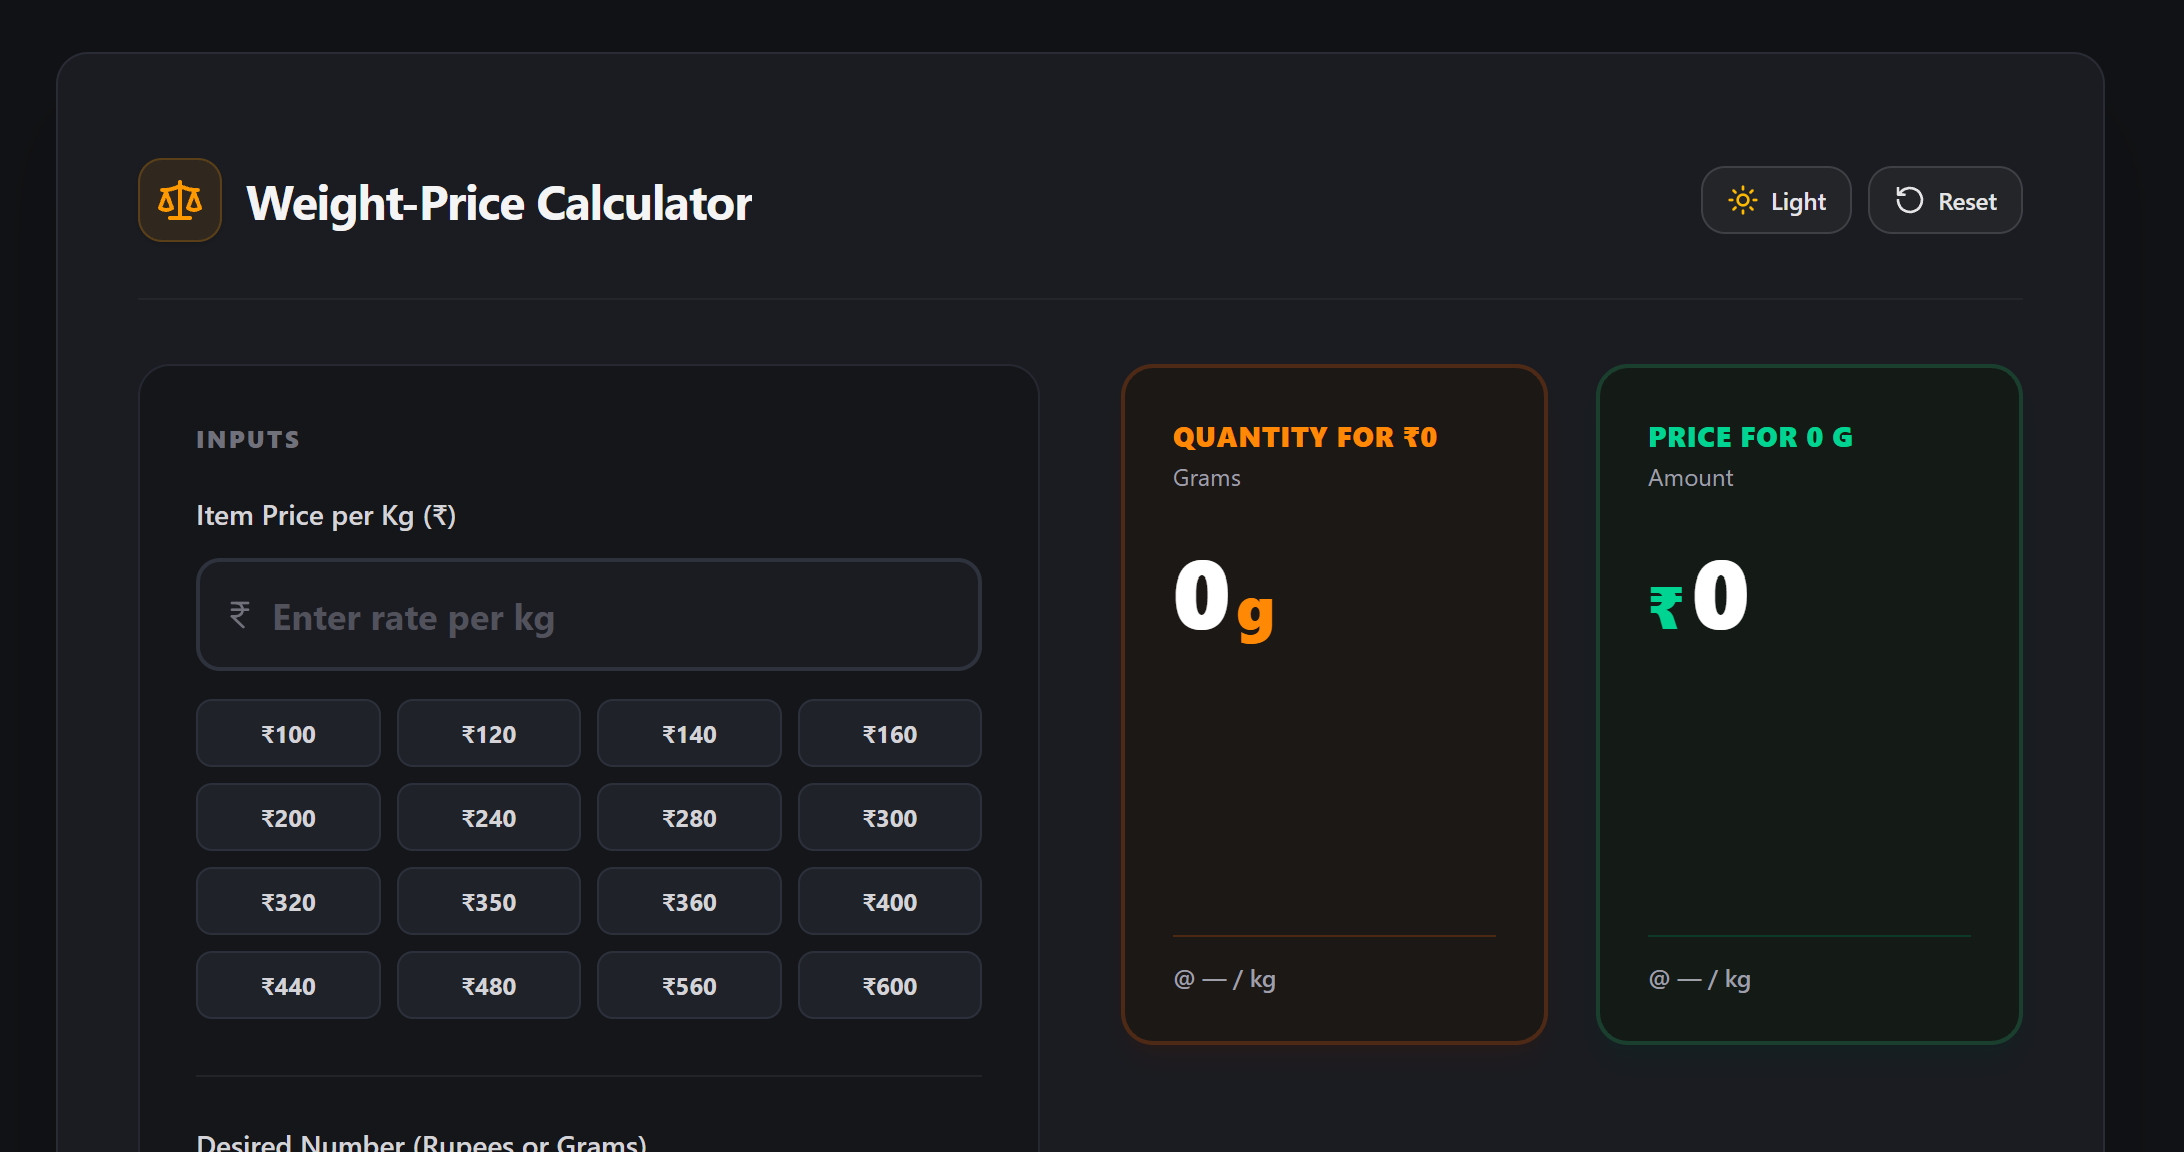 Weight-Price Calculator
Light
Reset
INPUTS
Item Price per Kg (₹)
₹ Enter rate per kg
₹100 ₹120 ₹140 ₹160
₹200 ₹240 ₹280 ₹300
₹320 ₹350 ₹360 ₹400
₹440 ₹480 ₹560 ₹600
Desired Number (Rupees or Grams)
QUANTITY FOR ₹0
Grams
0g
@ — / kg
PRICE FOR 0 G
Amount
₹0
@ — / kg